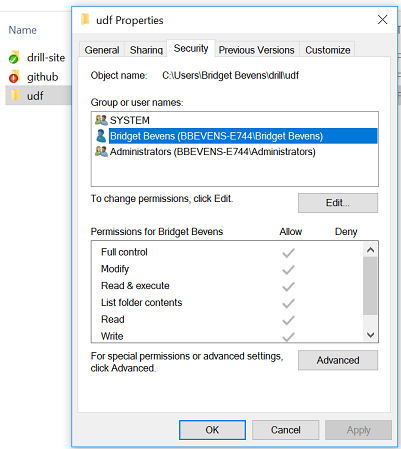 udf Properties
drill-site
github
udf
General Sharing Security Previous Versions Customize
Object name: C:\Users\Bridget Bevens\drill\udf
Group or user names:
SYSTEM
Bridget Bevens (BBEVENS-E744\Bridget Bevens)
Administrators (BBEVENS-E744\Administrators)
To change permissions, click Edit.
Edit...
Permissions for Bridget Bevens Allow Deny
Full control
Modify
Read & execute
List folder contents
Read
Write
For special permissions or advanced settings,
click Advanced.
Advanced
OK Cancel Apply